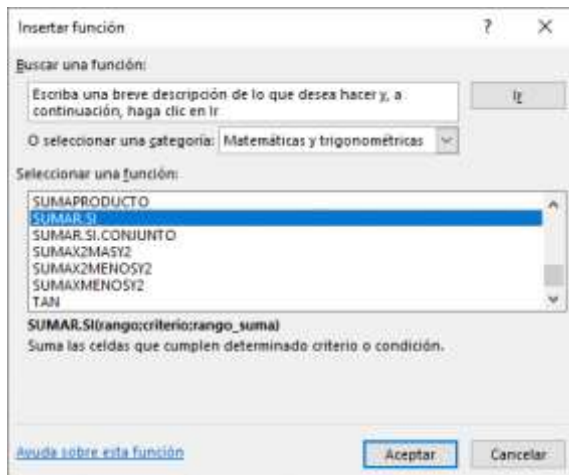 Insertar función ? ×
Buscar una función:
Escriba una breve descripción de lo que desea hacer y, a
continuación, haga clic en Ir
Ir
O seleccionar una categoría: Matemáticas y trigonométricas
Seleccionar una función:
SUMAPRODUCTO
SUMAR.SI
SUMAR.SI.CONJUNTO
SUMAX2MASY2
SUMAX2MENOSY2
SUMAXMENOSY2
TAN
SUMAR.SI(rango;criterio;rango_suma)
Suma las celdas que cumplen determinado criterio o condición.
Ayuda sobre esta función
Aceptar
Cancelar